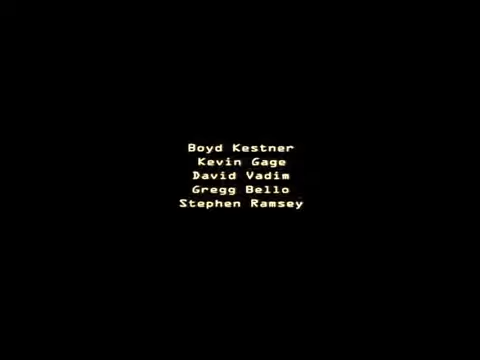 Boyd Kestner
Kevin Gage
David Vadim
Gregg Bello
Stephen Ramsey